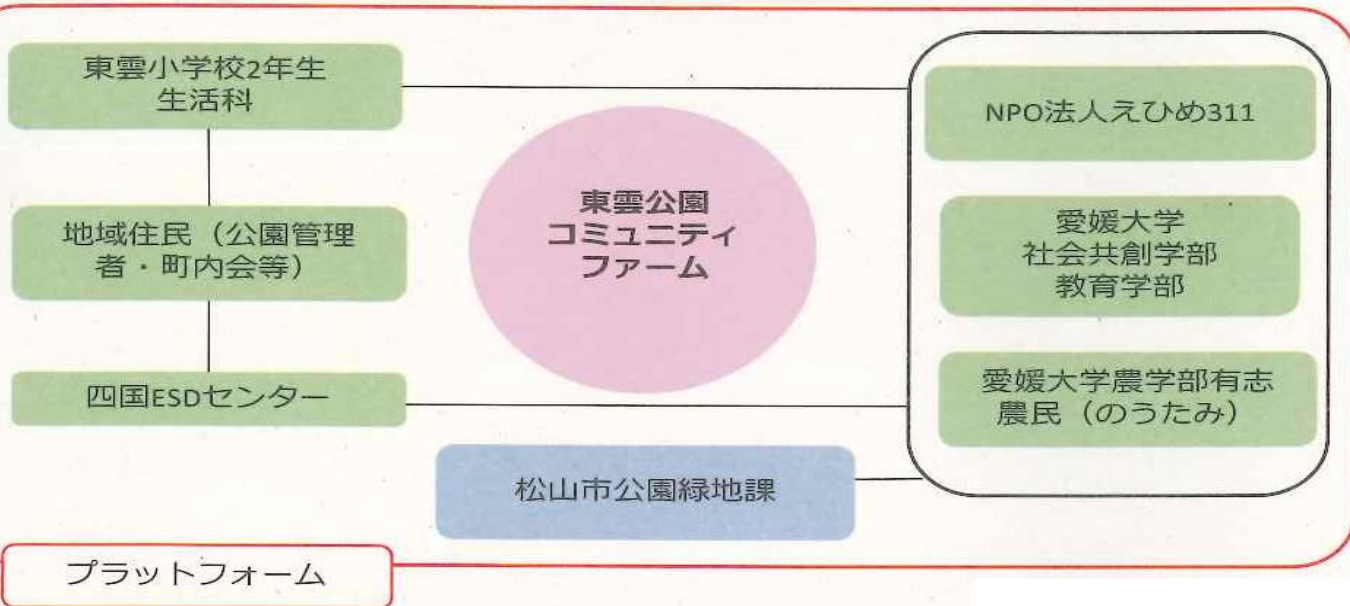 東雲小学校2年生
生活科
地域住民（公園管理
者・町内会等）
四国ESDセンター
東雲公園
コミュニティ
ファーム
NPO法人えひめ311
愛媛大学
社会共創学部
教育学部
愛媛大学農学部有志
農民（のうたみ）
松山市公園緑地課
プラットフォーム